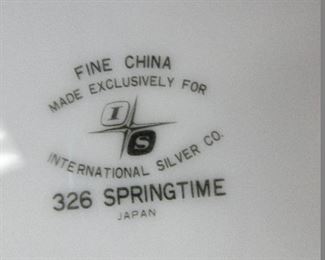 FINE CHINA
MADE EXCLUSIVELY FOR
I
S
INTERNATIONAL SILVER CO.
326 SPRINGTIME
JAPAN